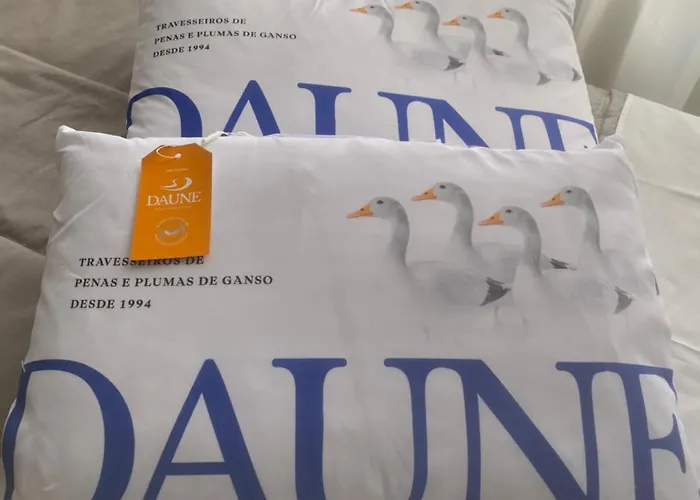 TRAVESSEIROS DE
PENAS E PLUMAS DE GANSO
DESDE 1994
DAUNE
DAUNE
TRAVESSEIROS DE
PENAS E PLUMAS DE GANSO
DESDE 1994
DAUNE